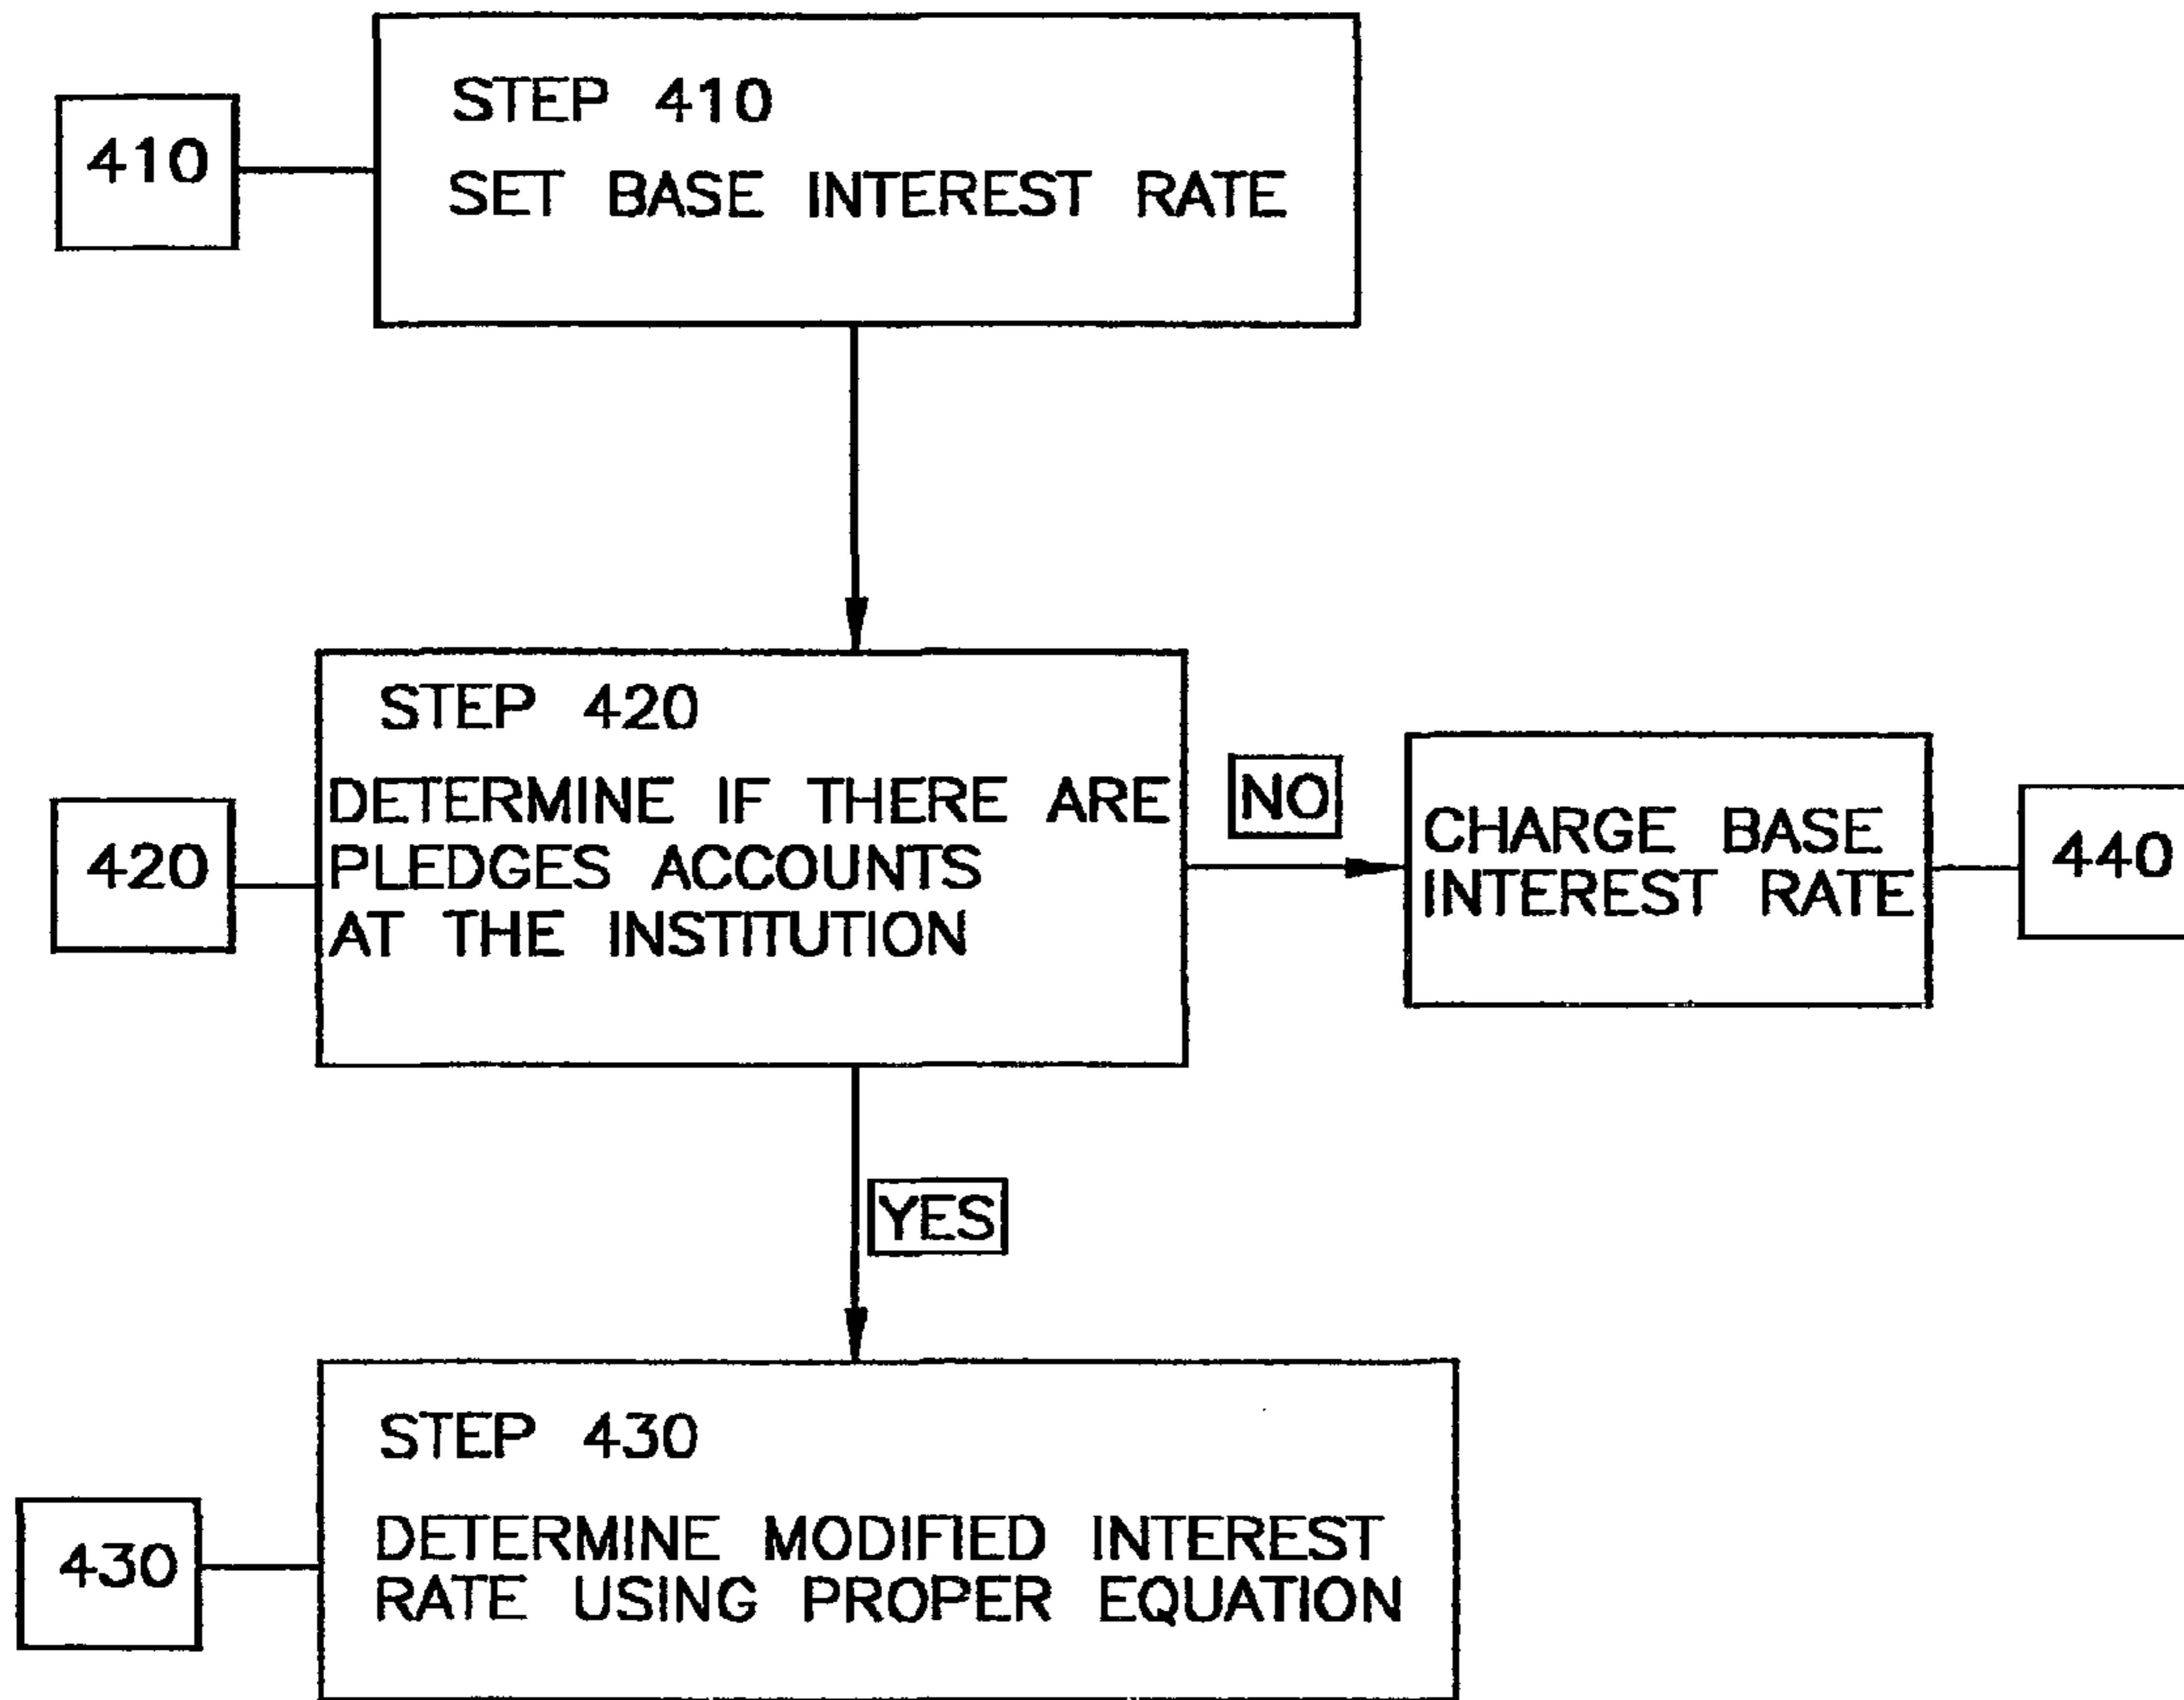 410
STEP 410
SET BASE INTEREST RATE
420
STEP 420
DETERMINE IF THERE ARE
PLEDGES ACCOUNTS
AT THE INSTITUTION
NO
CHARGE BASE
INTEREST RATE
440
YES
430
STEP 430
DETERMINE MODIFIED INTEREST
RATE USING PROPER EQUATION